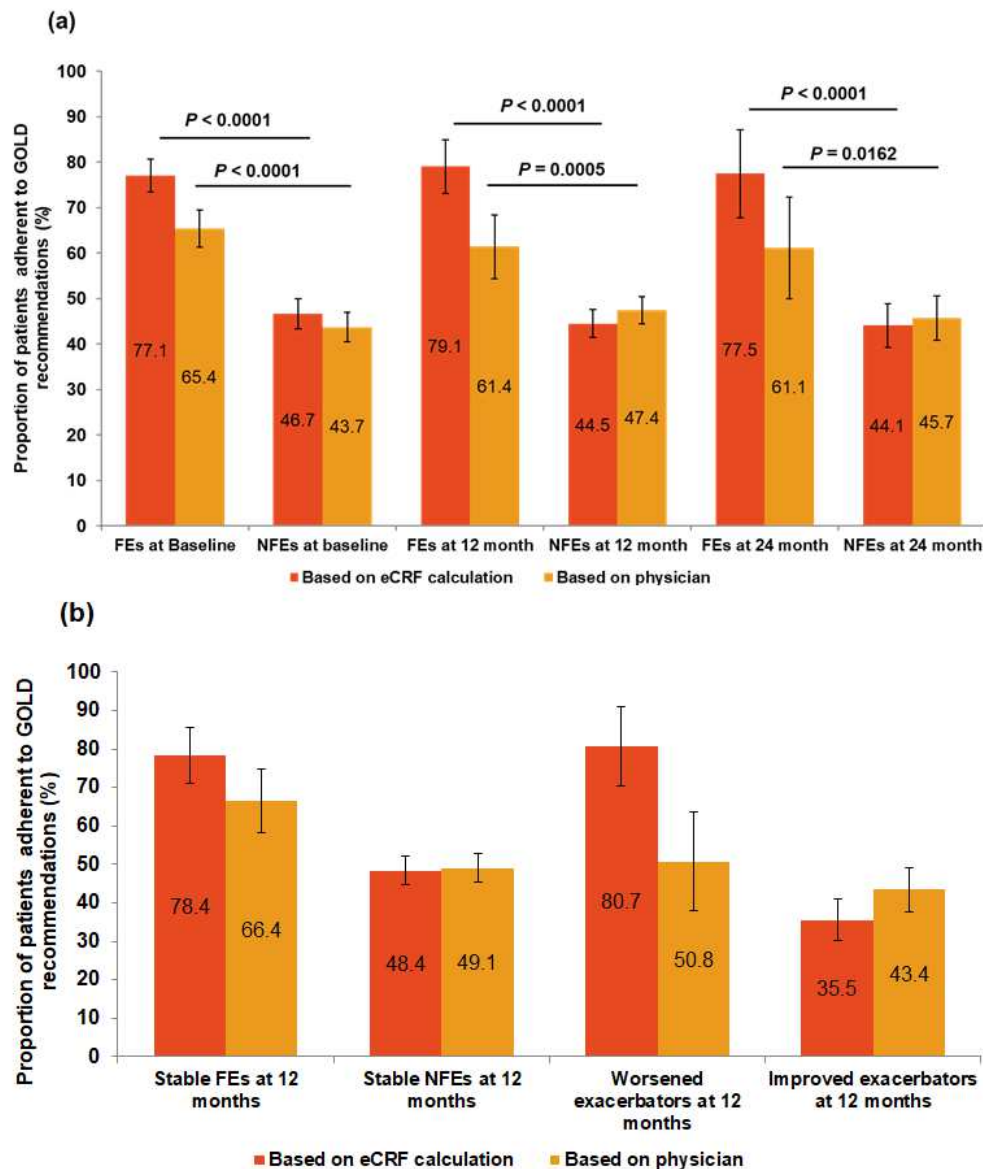 (a)
Proportion of patients adherent to GOLD
recommendations (%)
100
90
80
70
60
50
40
30
20
10
0
P < 0.0001
P < 0.0001
P < 0.0001
P = 0.0005
P < 0.0001
P = 0.0162
77.1
65.4
46.7
43.7
79.1
61.4
44.5
47.4
77.5
61.1
44.1
45.7
FEs at Baseline
NFEs at baseline
FEs at 12 month
NFEs at 12 month
FEs at 24 month
NFEs at 24 month
Based on eCRF calculation
Based on physician
(b)
Proportion of patients adherent to GOLD
recommendations (%)
100
90
80
70
60
50
40
30
20
10
0
78.4
66.4
48.4
49.1
80.7
50.8
35.5
43.4
Stable FEs at 12
months
Stable NFEs at 12
months
Worsened
exacerbators at 12
months
Improved exacerbators
at 12 months
Based on eCRF calculation
Based on physician